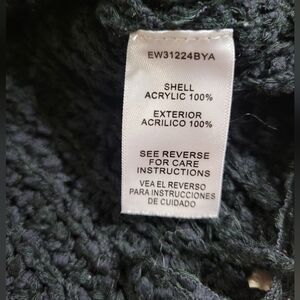 EW31224BYA
SHELL
ACRYLIC 100%
EXTERIOR
ACRILICO 100%
SEE REVERSE
FOR CARE
INSTRUCTIONS
VEA EL REVERSO
PARA INSTRUCCIONES
DE CUIDADO